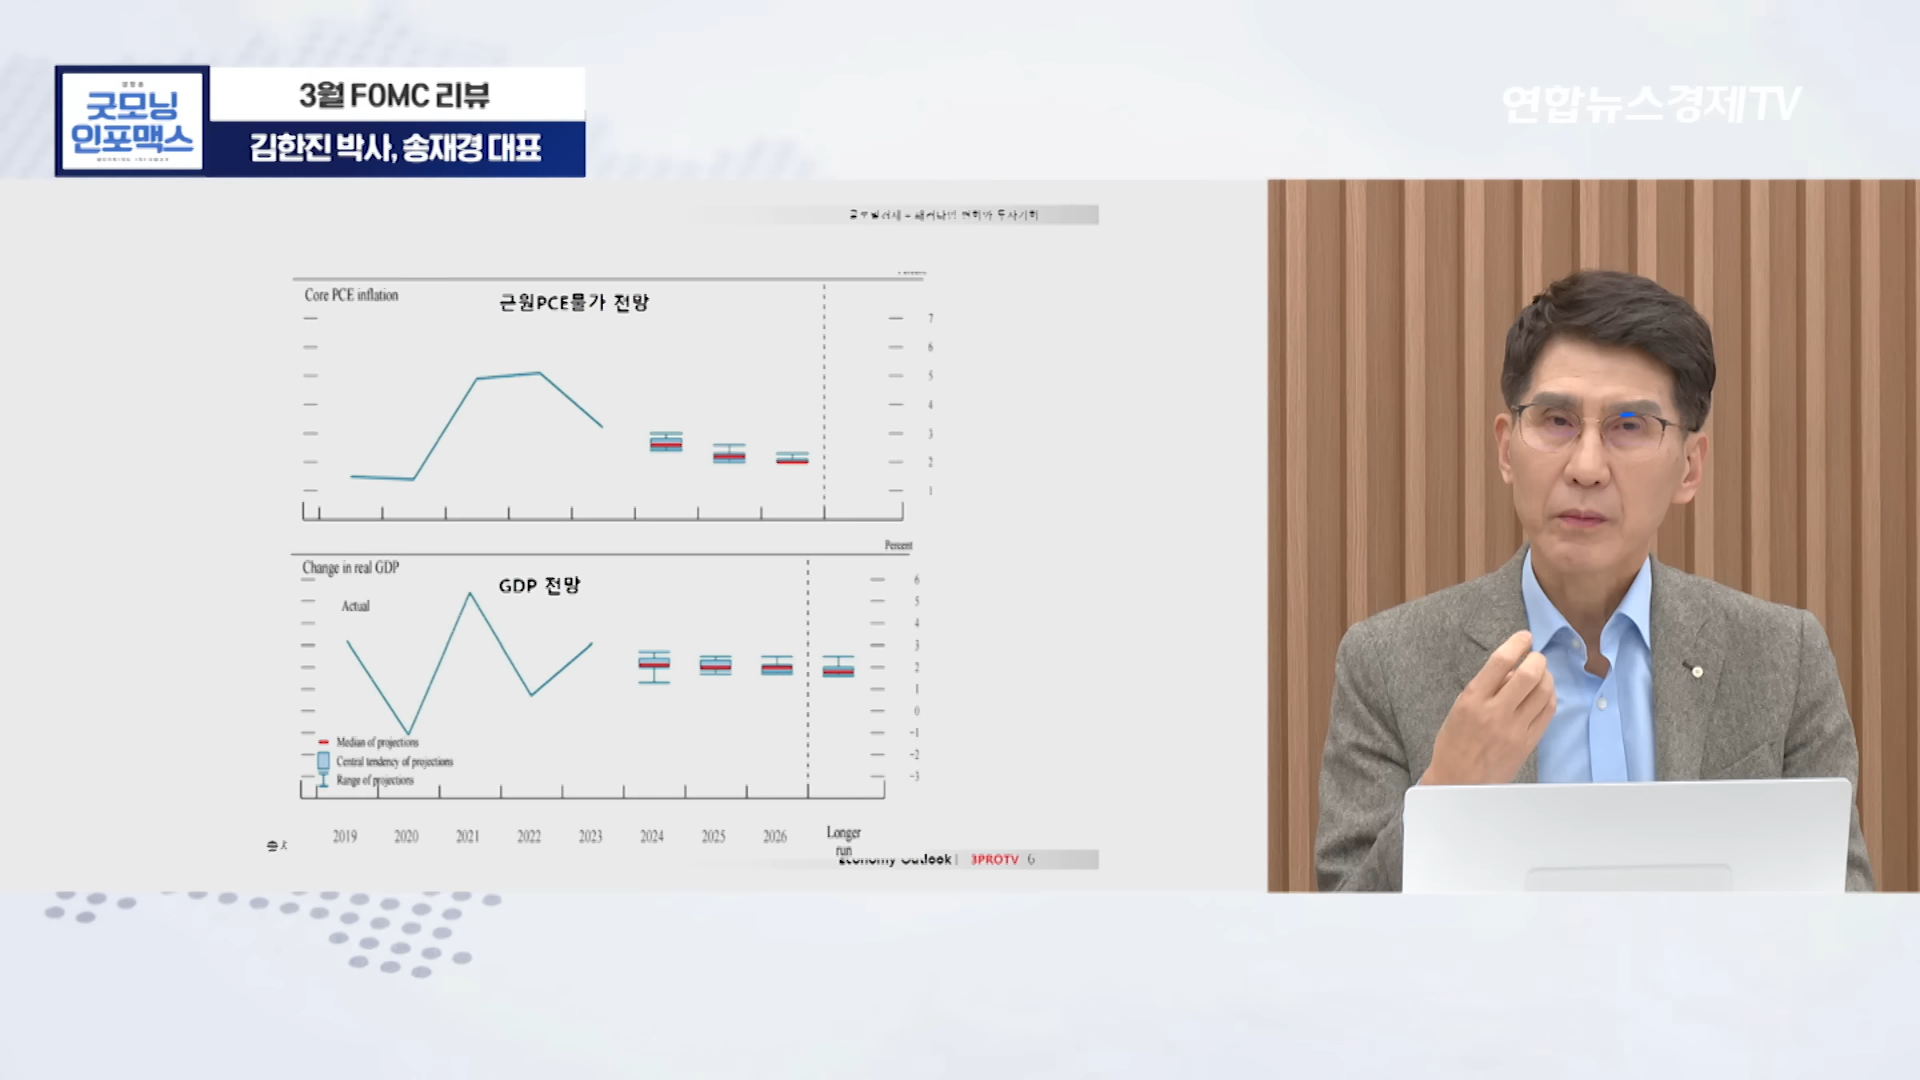 굿모닝
인포맥스
3월 FOMC 리뷰
김한진 박사, 송재경 대표
연합뉴스경제TV
Core PCE inflation
근원PCE물가 전망
7
6
5
4
3
2
1
Percent
Change in real GDP
GDP 전망
Actual
6
5
4
3
2
1
0
-1
-2
-3
Median of projections
Central tendency of projections
Range of projections
2019 2020 2021 2022 2023 2024 2025 2026 Longer
run
Economy Outlook | 3PROTV 6